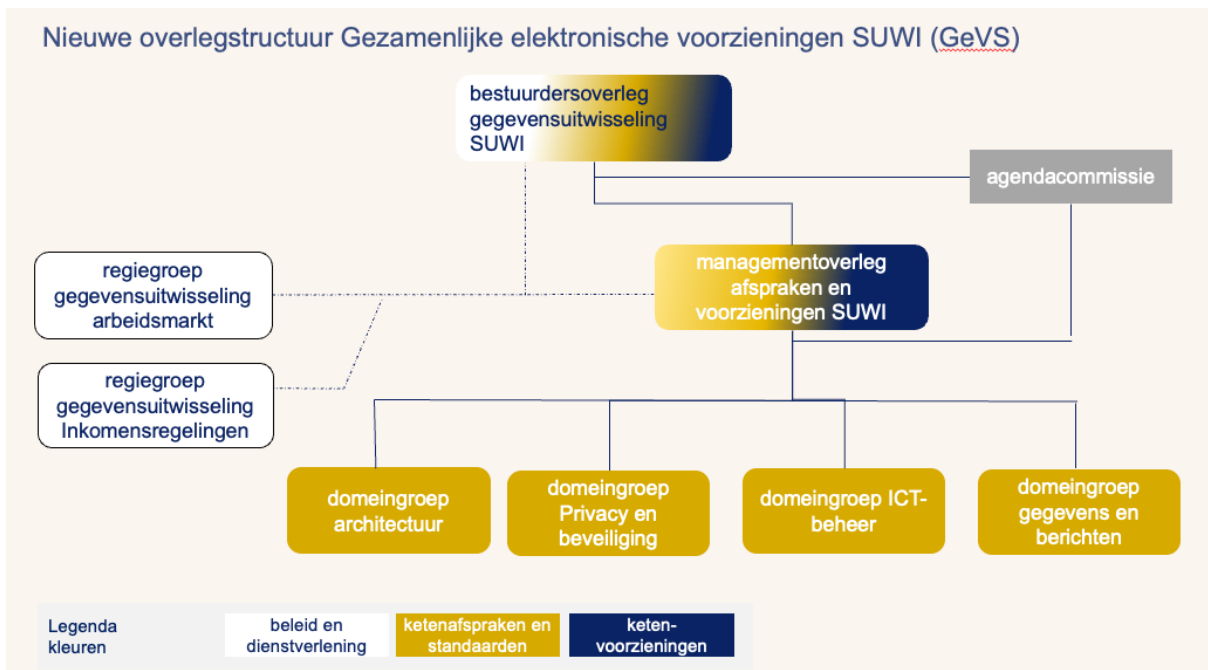 Nieuwe overlegstructuur Gezamenlijke elektronische voorzieningen SUWI (GeVS)
bestuurdersoverleg
gegevensuitwisseling
SUWI
agendacommissie
managementoverleg
afspraken en
voorzieningen SUWI
regiegroep
gegevensuitwisseling
arbeidsmarkt
regiegroep
gegevensuitwisseling
Inkomensregelingen
domeingroep
architectuur
domeingroep
Privacy en
beveiliging
domeingroep ICT-
beheer
domeingroep
gegevens en
berichten
Legenda
kleuren
beleid en
dienstverlening
ketenafspraken en
standaarden
keten-
voorzieningen